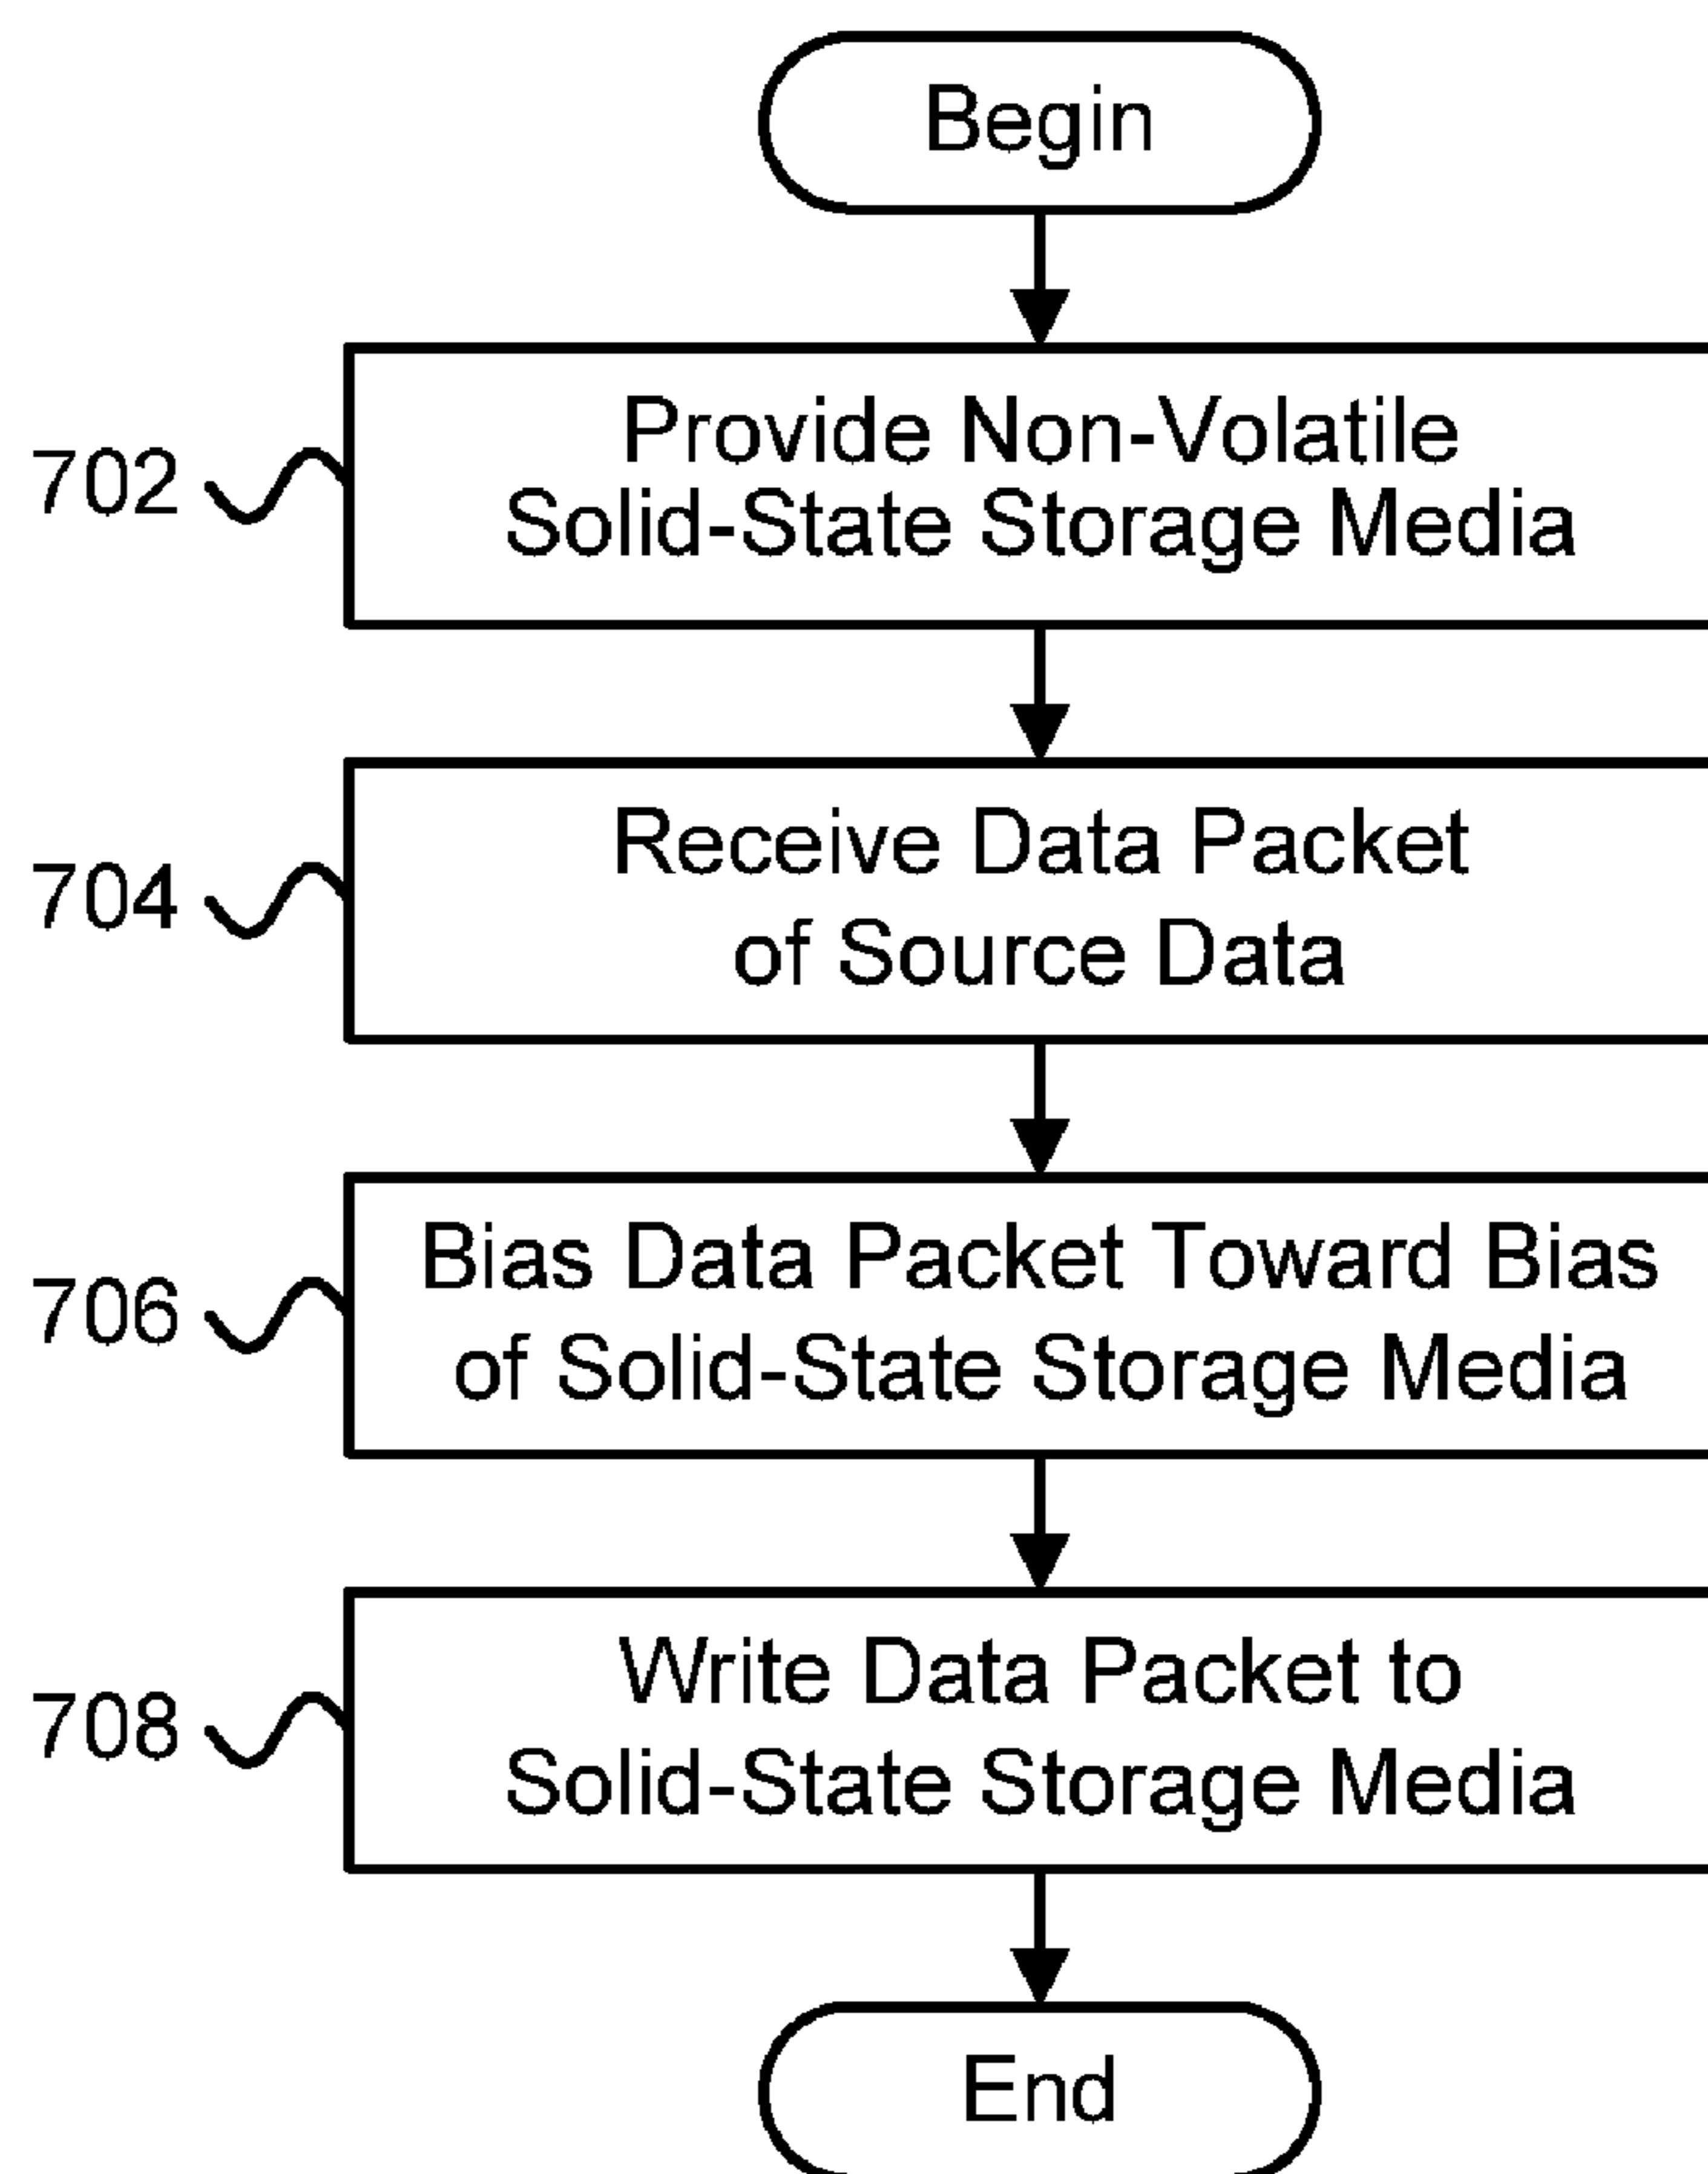 Begin
702
Provide Non-Volatile
Solid-State Storage Media
704
Receive Data Packet
of Source Data
706
Bias Data Packet Toward Bias
of Solid-State Storage Media
708
Write Data Packet to
Solid-State Storage Media
End